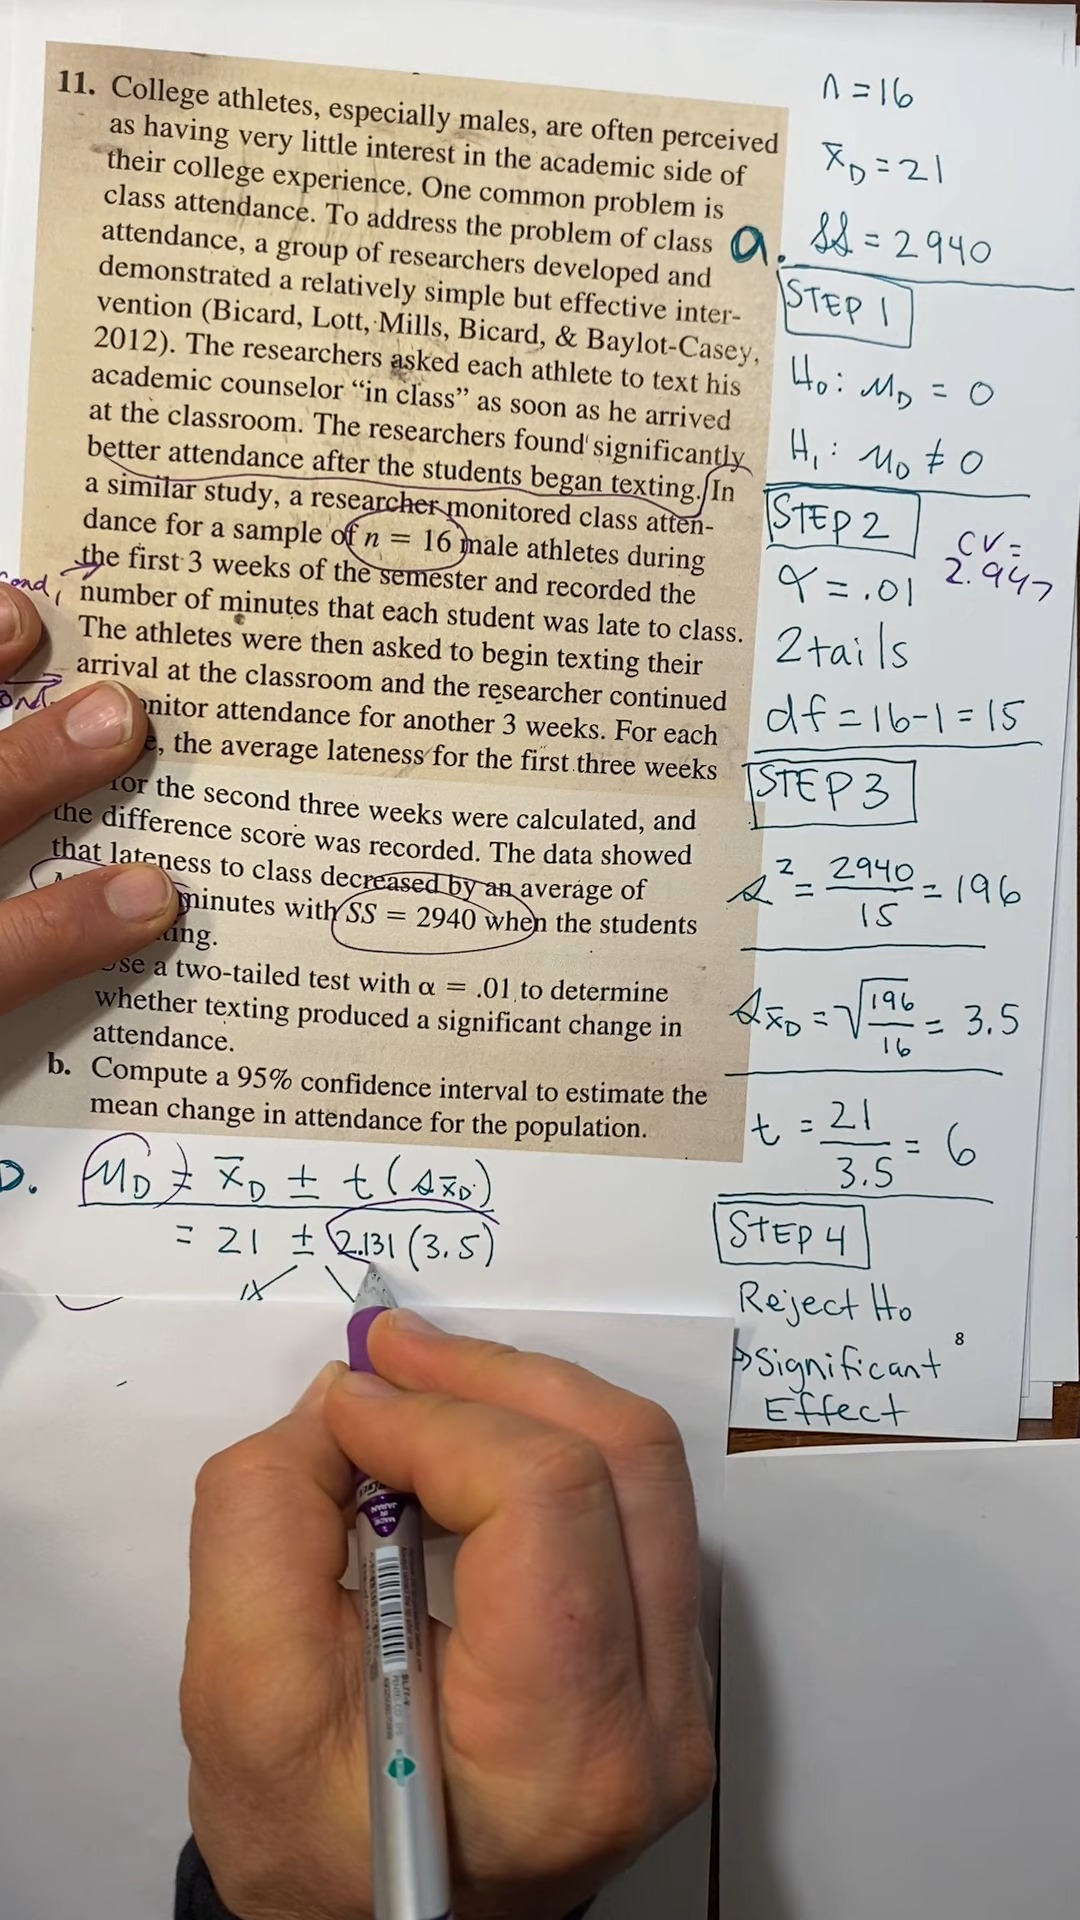 11. College athletes, especially males, are often perceived
as having very little interest in the academic side of
their college experience. One common problem is
class attendance. To address the problem of class
attendance, a group of researchers developed and
demonstrated a relatively simple but effective inter-
vention (Bicard, Lott, Mills, Bicard, & Baylot-Casey,
2012). The researchers asked each athlete to text his
academic counselor “in class” as soon as he arrived
at the classroom. The researchers found significantly
better attendance after the students began texting. In
a similar study, a researcher monitored class atten-
dance for a sample of n = 16 male athletes during
the first 3 weeks of the semester and recorded the
number of minutes that each student was late to class.
The athletes were then asked to begin texting their
arrival at the classroom and the researcher continued
attendance for another 3 weeks. For each
the average lateness for the first three weeks
for the second three weeks were calculated, and
the difference score was recorded. The data showed
that lateness to class decreased by an average of
minutes with SS = 2940 when the students
a two-tailed test with α = .01 to determine
whether texting produced a significant change in
attendance.
b. Compute a 95% confidence interval to estimate the
mean change in attendance for the population.
μD = x̄D ± t (sx̄D)
= 21 ± 2.131 (3.5)
n = 16
x̄D = 21
a. SS = 2940
STEP 1
H0: μD = 0
H1: μD ≠ 0
STEP 2
CV =
2.947
α = .01
2 tails
df = 16-1 = 15
STEP 3
s² = 2940/15 = 196
sx̄D = √196/16 = 3.5
t = 21/3.5 = 6
STEP 4
Reject H0
→ Significant
Effect
8